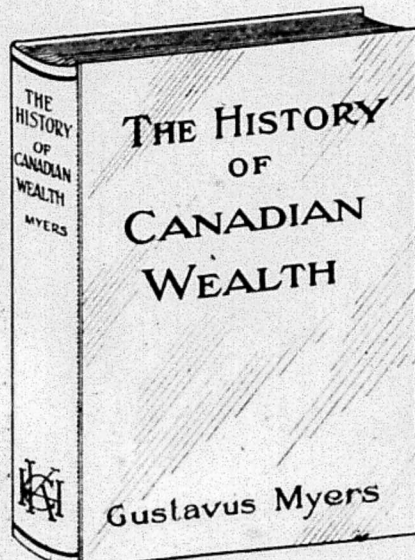 THE
HISTORY
OF
CANADIAN
WEALTH
MYERS
THE HISTORY
OF
CANADIAN
WEALTH
Gustavus Myers